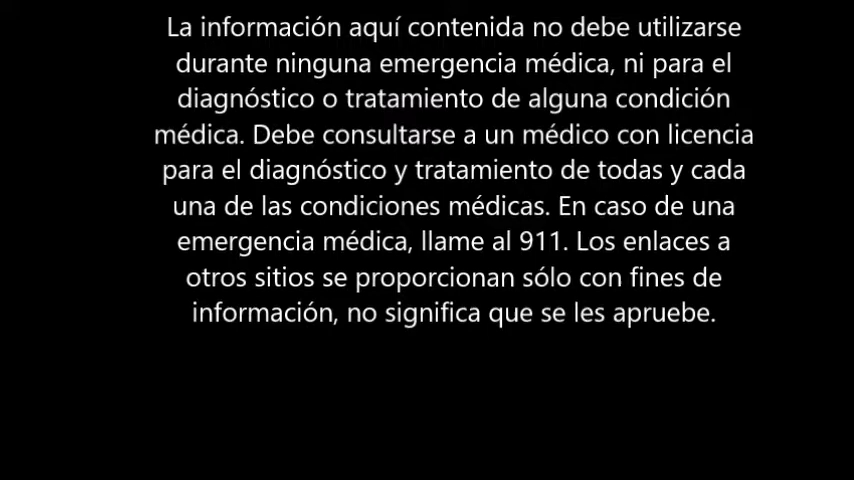 La información aquí contenida no debe utilizarse
durante ninguna emergencia médica, ni para el
diagnóstico o tratamiento de alguna condición
médica. Debe consultarse a un médico con licencia
para el diagnóstico y tratamiento de todas y cada
una de las condiciones médicas. En caso de una
emergencia médica, llame al 911. Los enlaces a
otros sitios se proporcionan sólo con fines de
información, no significa que se les apruebe.